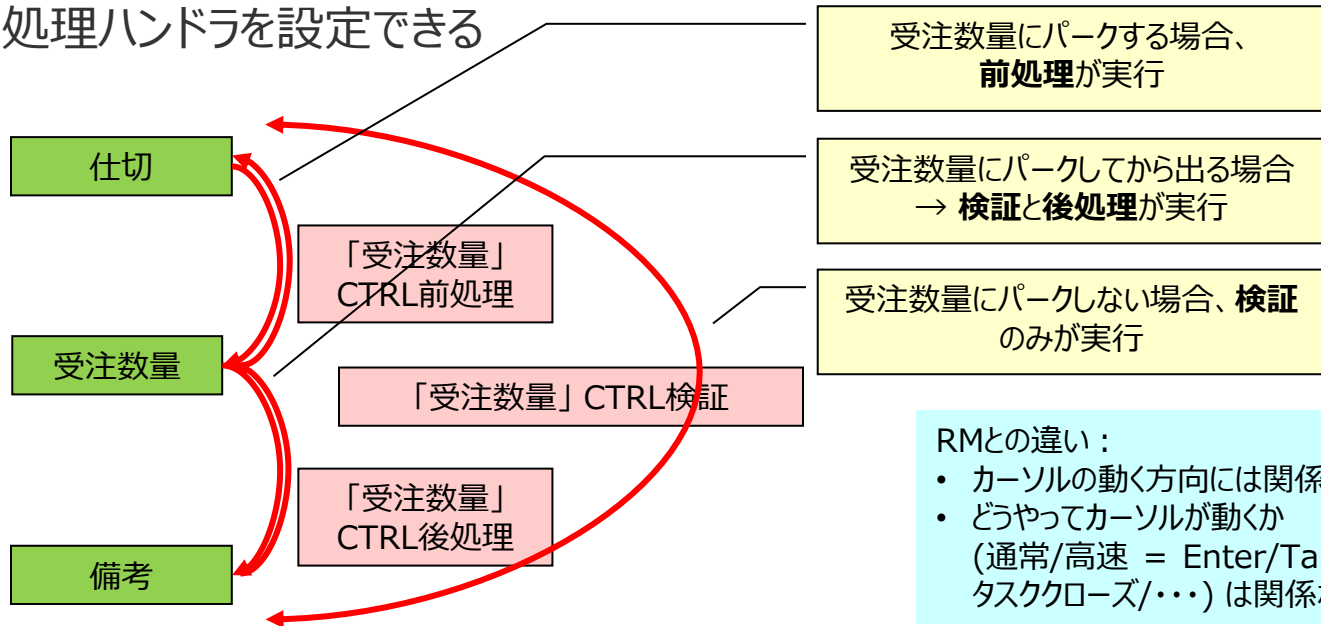 処理ハンドラを設定できる
受注数量にパークする場合、
前処理が実行
仕切
受注数量にパークしてから出る場合
→ 検証と後処理が実行
「受注数量」
CTRL前処理
受注数量にパークしない場合、検証
のみが実行
受注数量
「受注数量」 CTRL検証
RMとの違い：
• カーソルの動く方向には関係
• どうやってカーソルが動くか
(通常/高速 = Enter/Ta
タスククローズ/・・・) は関係
「受注数量」
CTRL後処理
備考